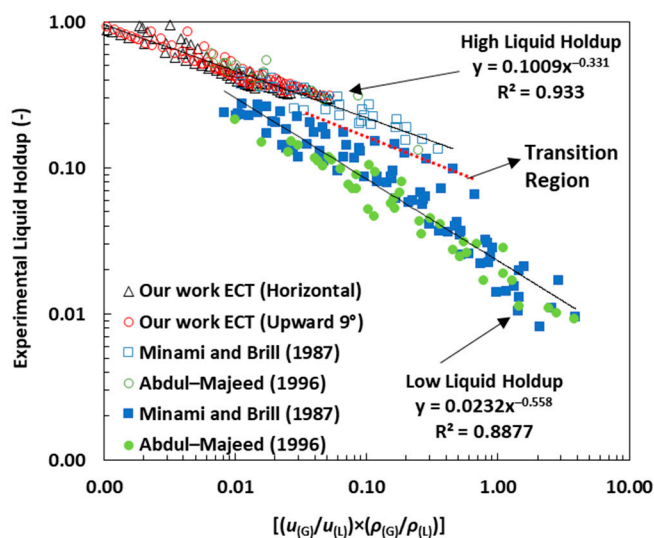 1.00
0.10
0.01
0.00
Experimental Liquid Holdup (-)
High Liquid Holdup
y = 0.1009x⁻⁰·³³¹
R² = 0.933
Transition
Region
Our work ECT (Horizontal)
Our work ECT (Upward 9°)
Minami and Brill (1987)
Abdul–Majeed (1996)
Minami and Brill (1987)
Abdul–Majeed (1996)
Low Liquid Holdup
y = 0.0232x⁻⁰·⁵⁵⁸
R² = 0.8877
0.00 0.01 0.10 1.00 10.00
[(u(G)/u(L))×(ρ(G)/ρ(L))]